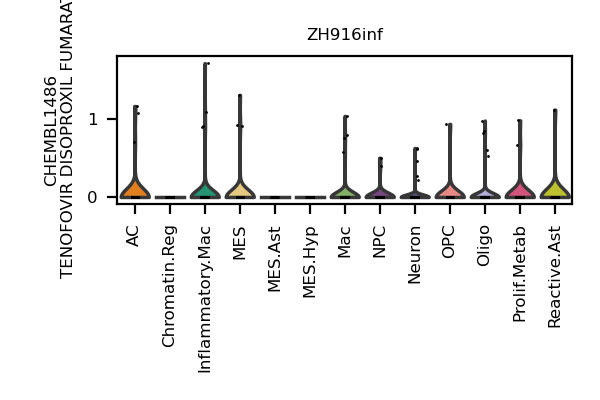 ZH916inf
CHEMBL1486
TENOFOVIR DISOPROXIL FUMARAT
1
0
AC
Chromatin.Reg
Inflammatory.Mac
MES
MES.Ast
MES.Hyp
Mac
NPC
Neuron
OPC
Oligo
Prolif.Metab
Reactive.Ast